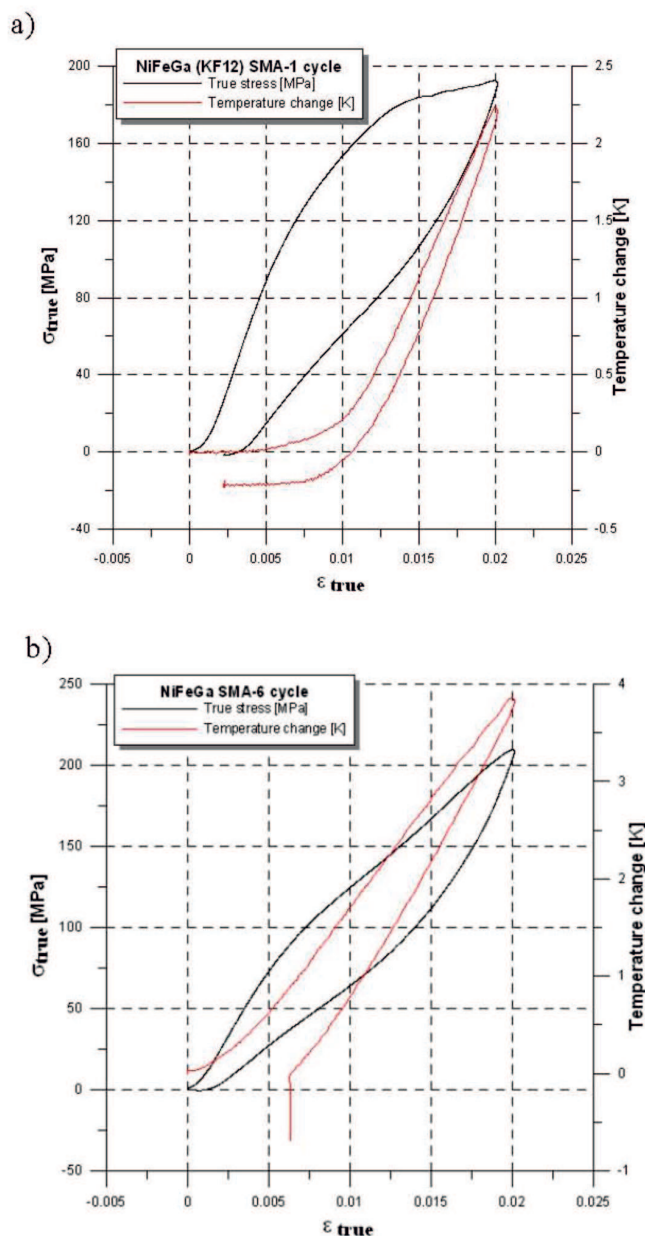 a)
NiFeGa (KF12) SMA-1 cycle
True stress [MPa]
Temperature change [K]
200
160
120
80
40
0
-40
2.5
2
1.5
1
0.5
0
-0.5
σtrue [MPa]
Temperature change [K]
-0.005
0
0.005
0.01
0.015
0.02
0.025
ε true
b)
NiFeGa SMA-6 cycle
True stress [MPa]
Temperature change [K]
250
200
150
100
50
0
-50
4
3
2
1
0
-1
σtrue [MPa]
Temperature change [K]
-0.005
0
0.005
0.01
0.015
0.02
0.025
ε true